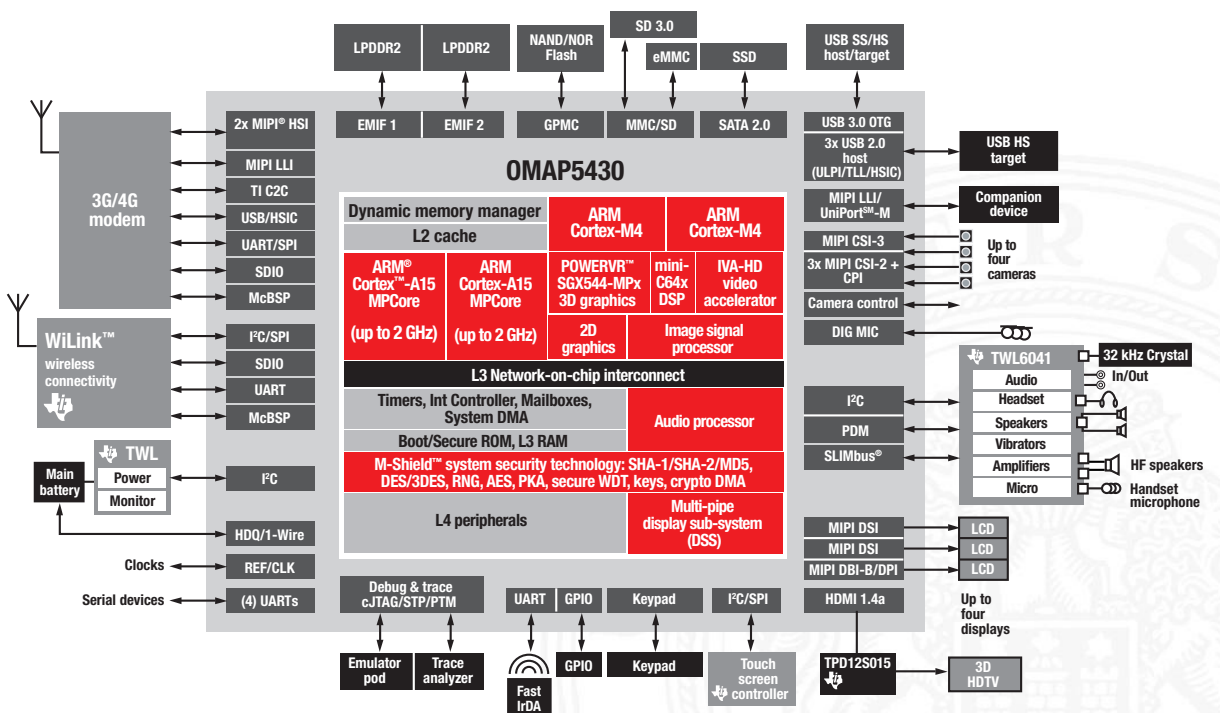 SD 3.0
LPDDR2
LPDDR2
NAND/NOR
Flash
eMMC
SSD
USB SS/HS
host/target
EMIF 1
EMIF 2
GPMC
MMC/SD
SATA 2.0
USB 3.0 OTG
OMAP5430
3G/4G
modem
2x MIPI® HSI
MIPI LLI
TI C2C
USB/HSIC
UART/SPI
SDIO
McBSP
WiLink™
wireless
connectivity
I²C/SPI
SDIO
UART
McBSP
TWL
Power
Monitor
Main
battery
I²C
HDQ/1-Wire
Clocks
REF/CLK
Serial devices
(4) UARTs
Dynamic memory manager
L2 cache
ARM
Cortex-M4
ARM
Cortex-M4
ARM®
Cortex™-A15
MPCore
(up to 2 GHz)
ARM
Cortex-A15
MPCore
(up to 2 GHz)
POWERVR™
SGX544-MPx
3D graphics
mini-
C64x
DSP
IVA-HD
video
accelerator
2D
graphics
Image signal
processor
L3 Network-on-chip interconnect
Timers, Int Controller, Mailboxes,
System DMA
Boot/Secure ROM, L3 RAM
Audio processor
M-Shield™ system security technology: SHA-1/SHA-2/MD5,
DES/3DES, RNG, AES, PKA, secure WDT, keys, crypto DMA
L4 peripherals
Multi-pipe
display sub-system
(DSS)
3x USB 2.0
host
(ULPI/TLL/HSIC)
USB HS
target
MIPI LLI/
UniPort℠-M
Companion
device
MIPI CSI-3
3x MIPI CSI-2 +
CPI
Up to
four
cameras
Camera control
DIG MIC
I²C
PDM
SLIMbus®
TWL6041
Audio
Headset
Speakers
Vibrators
Amplifiers
Micro
32 kHz Crystal
In/Out
HF speakers
Handset
microphone
MIPI DSI
LCD
MIPI DSI
LCD
MIPI DBI-B/DPI
LCD
HDMI 1.4a
Up to
four
displays
Debug & trace
cJTAG/STP/PTM
UART
GPIO
Keypad
I²C/SPI
Emulator
pod
Trace
analyzer
Fast
IrDA
GPIO
Keypad
Touch
screen
controller
TPD12S015
3D
HDTV